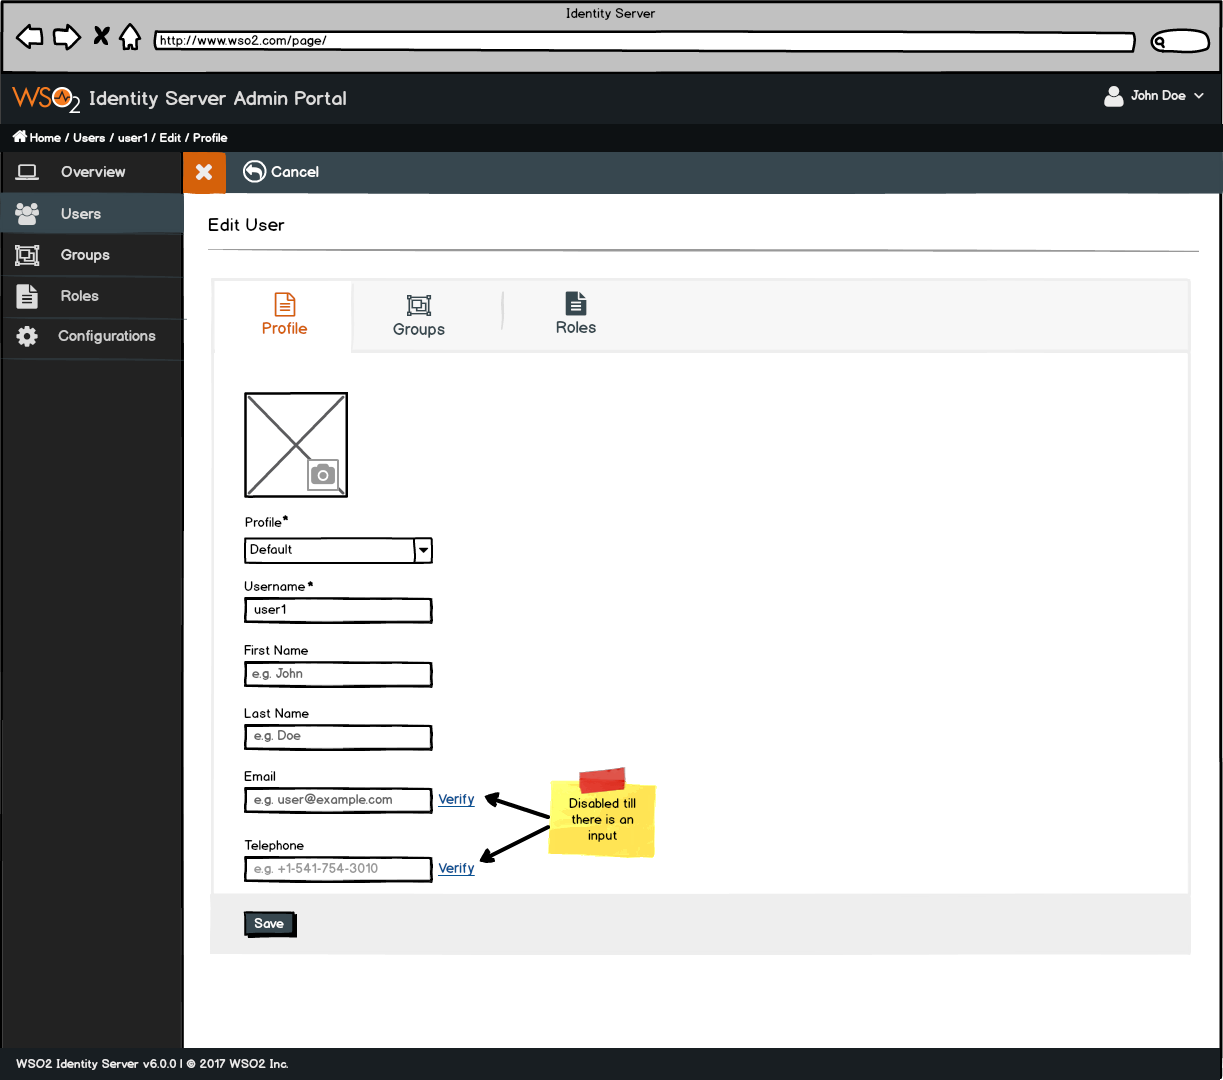 Identity Server
http://www.wso2.com/page/
WSO2 Identity Server Admin Portal
John Doe
Home / Users / user1 / Edit / Profile
Overview
Cancel
Users
Edit User
Groups
Roles
Configurations
Profile
Groups
Roles
Profile*
Default
Username*
user1
First Name
e.g. John
Last Name
e.g. Doe
Email
e.g. user@example.com Verify
Disabled till
there is an
input
Telephone
e.g. +1-541-754-3010 Verify
Save
WSO2 Identity Server v6.0.0 | © 2017 WSO2 Inc.